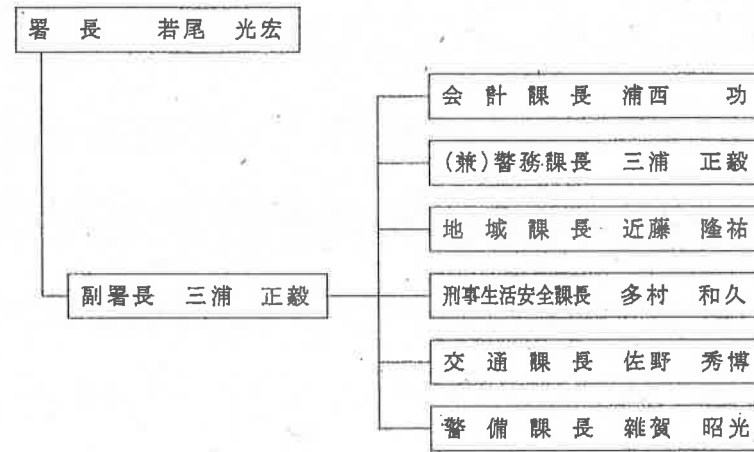 署長 若尾 光宏
会計課長 浦西 功
(兼)警務課長 三浦 正毅
地域課長 近藤 隆祐
副署長 三浦 正毅
刑事生活安全課長 多村 和久
交通課長 佐野 秀博
警備課長 雑賀 昭光